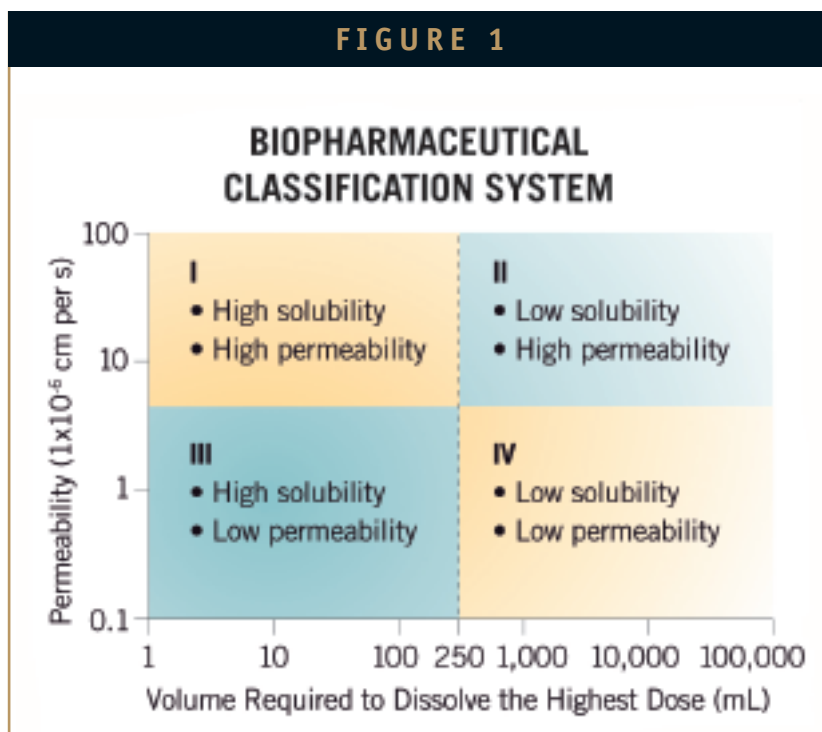 FIGURE 1
BIOPHARMACEUTICAL
CLASSIFICATION SYSTEM
Permeability (1x10⁻⁶ cm per s)
100
10
1
0.1
I
• High solubility
• High permeability
II
• Low solubility
• High permeability
III
• High solubility
• Low permeability
IV
• Low solubility
• Low permeability
1 10 100 250 1,000 10,000 100,000
Volume Required to Dissolve the Highest Dose (mL)